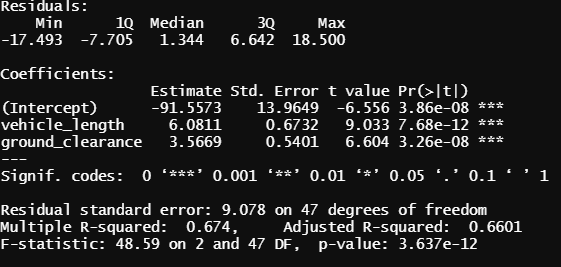 Residuals:
    Min      1Q  Median      3Q     Max
-17.493  -7.705   1.344   6.642  18.500
Coefficients:
                 Estimate Std. Error t value Pr(>|t|)
(Intercept)      -91.5573    13.9649  -6.556 3.86e-08 ***
vehicle_length     6.0811     0.6732   9.033 7.68e-12 ***
ground_clearance   3.5669     0.5401   6.604 3.26e-08 ***
---
Signif. codes:  0 ‘***’ 0.001 ‘**’ 0.01 ‘*’ 0.05 ‘.’ 0.1 ‘ ’ 1
Residual standard error: 9.078 on 47 degrees of freedom
Multiple R-squared:  0.674,     Adjusted R-squared:  0.6601
F-statistic: 48.59 on 2 and 47 DF,  p-value: 3.637e-12